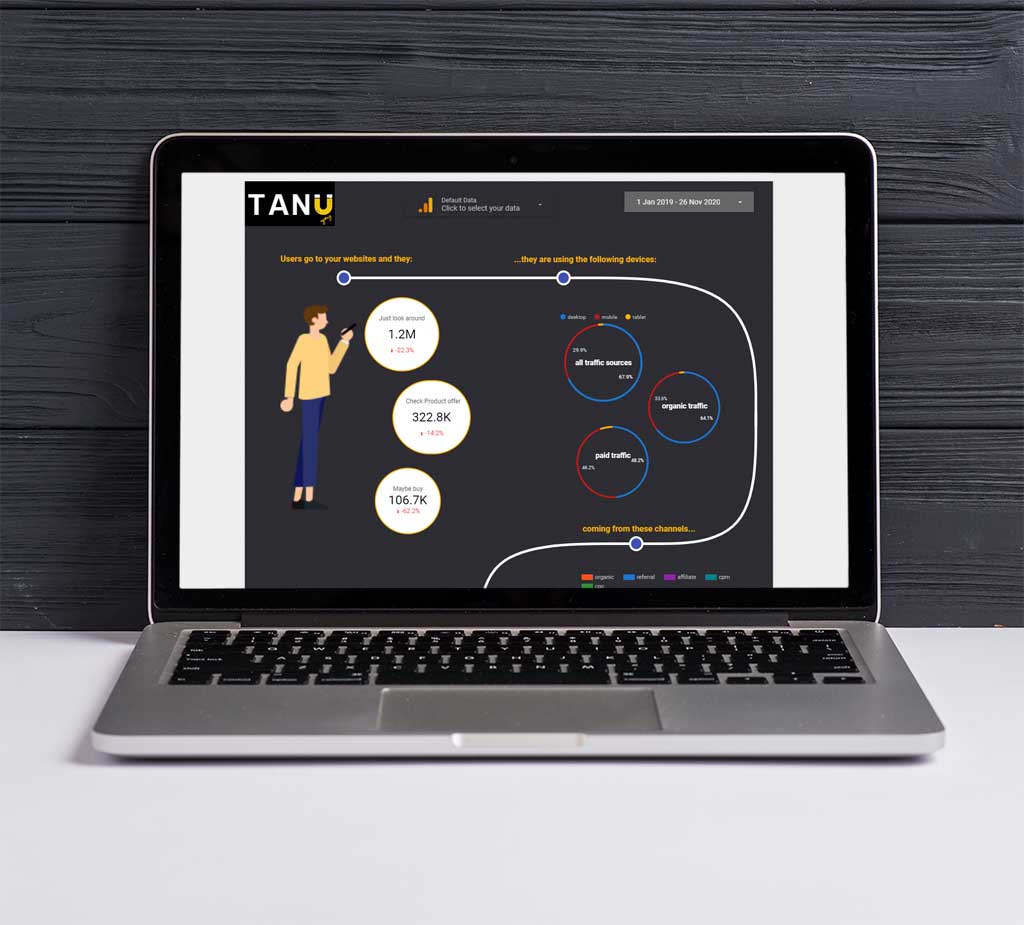 TANU
Default Data
Click to select your data
1 Jan 2019 - 26 Nov 2020
Users go to your websites and they:
...they are using the following devices:
Just look around
1.2M
-22.3%
Check Product offer
322.8K
-14.2%
Maybe buy
106.7K
-62.2%
desktop
mobile
tablet
29.9%
all traffic sources
67.9%
33.6%
organic traffic
64.1%
paid traffic
48.2%
48.2%
coming from these channels...
organic
referral
affiliate
cpm
cpc